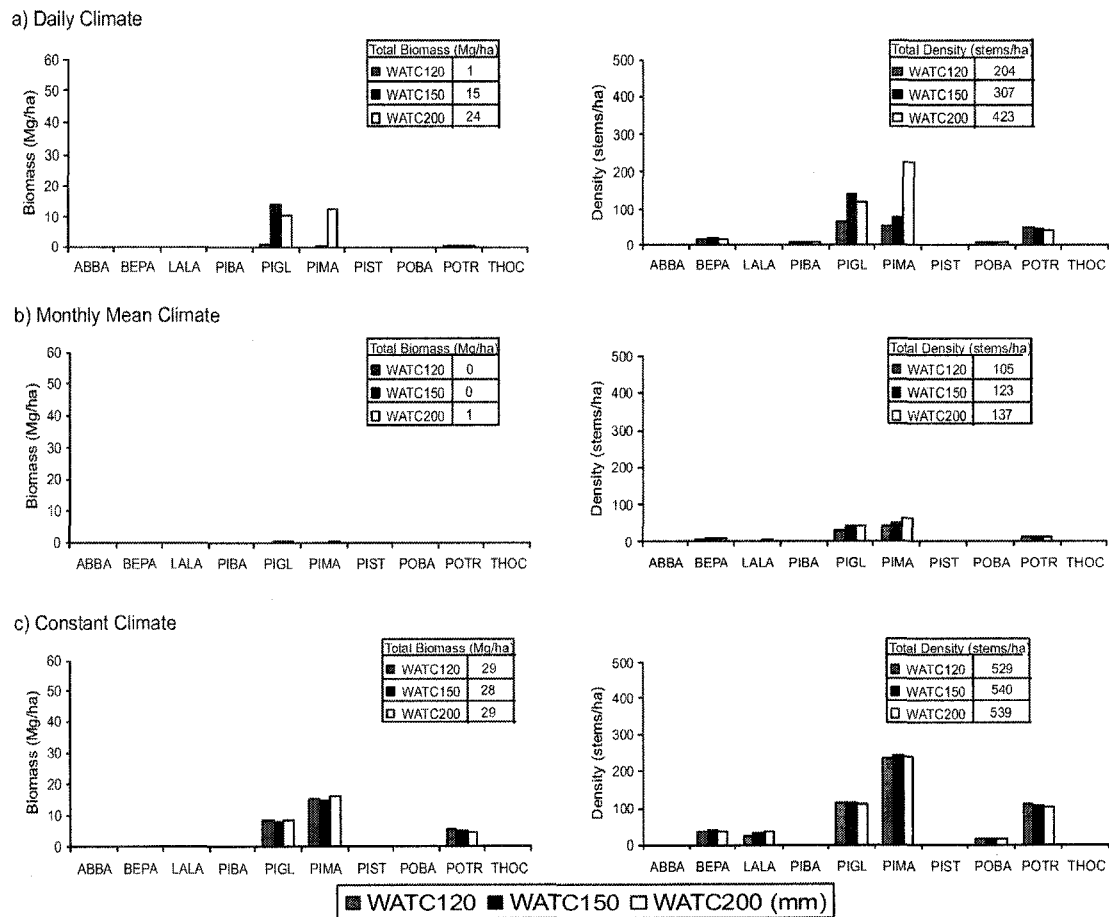 a) Daily Climate
Total Biomass (Mg/ha)
WATC120 1
WATC150 15
WATC200 24
Biomass (Mg/ha)
60
50
40
30
20
10
0
ABBA BEPA LALA PIBA PIGL PIMA PIST POBA POTR THOC
Total Density (stems/ha)
WATC120 204
WATC150 307
WATC200 423
Density (stems/ha)
500
400
300
200
100
0
ABBA BEPA LALA PIBA PIGL PIMA PIST POBA POTR THOC
b) Monthly Mean Climate
Total Biomass (Mg/ha)
WATC120 0
WATC150 0
WATC200 1
Biomass (Mg/ha)
60
50
40
30
20
10
0
ABBA BEPA LALA PIBA PIGL PIMA PIST POBA POTR THOC
Total Density (stems/ha)
WATC120 105
WATC150 123
WATC200 137
Density (stems/ha)
500
400
300
200
100
0
ABBA BEPA LALA PIBA PIGL PIMA PIST POBA POTR THOC
c) Constant Climate
Total Biomass (Mg/ha)
WATC120 29
WATC150 28
WATC200 29
Biomass (Mg/ha)
60
50
40
30
20
10
0
ABBA BEPA LALA PIBA PIGL PIMA PIST POBA POTR THOC
Total Density (stems/ha)
WATC120 529
WATC150 540
WATC200 539
Density (stems/ha)
500
400
300
200
100
0
ABBA BEPA LALA PIBA PIGL PIMA PIST POBA POTR THOC
WATC120 WATC150 WATC200 (mm)